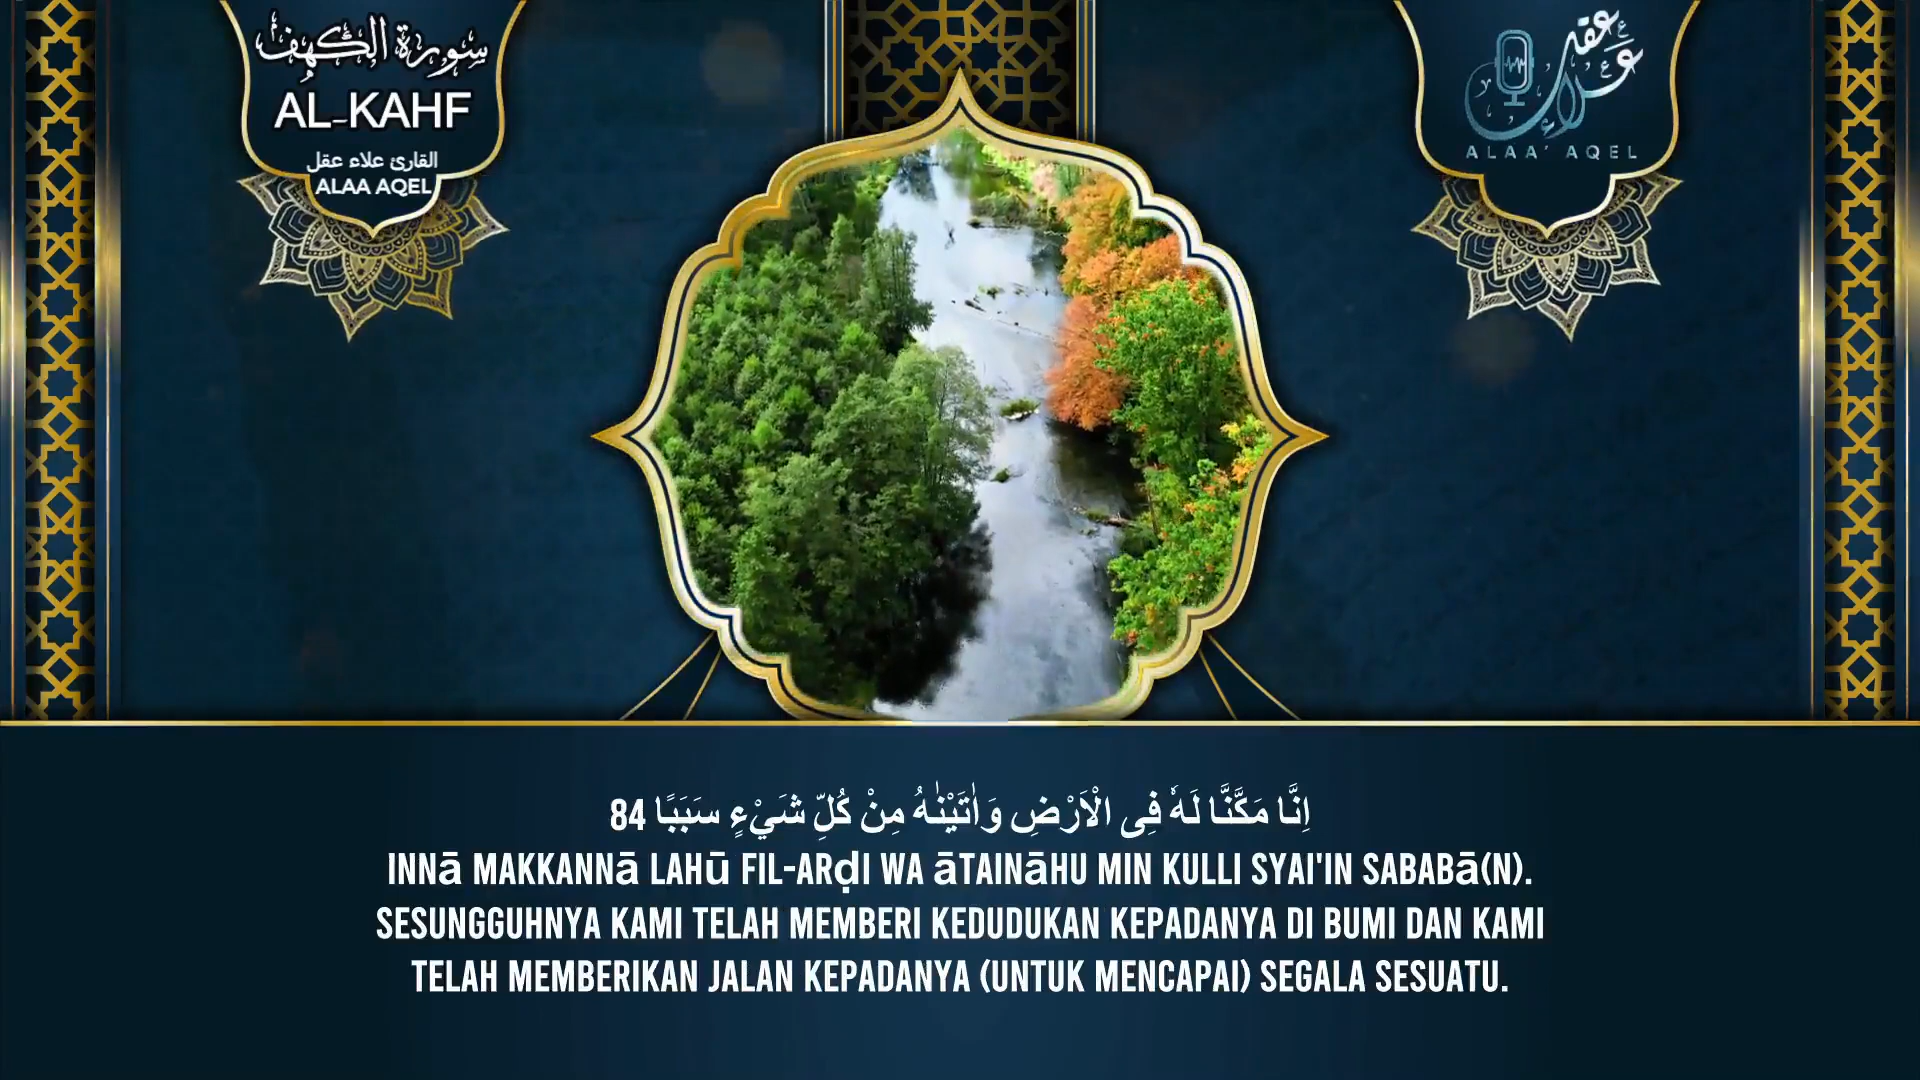 سورة الكهف
AL-KAHF
القارئ علاء عقل
ALAA AQEL
علاء عقل
ALAA' AQEL
اِنَّا مَكَّنَّا لَهٗ فِى الْاَرْضِ وَاٰتَيْنٰهُ مِنْ كُلِّ شَيْءٍ سَبَبًا 84
INNā MAKKANNā LAHū FIL-ARḍI WA āTAINāHU MIN KULLI SYAI'IN SABABā(N).
SESUNGGUHNYA KAMI TELAH MEMBERI KEDUDUKAN KEPADANYA DI BUMI DAN KAMI
TELAH MEMBERIKAN JALAN KEPADANYA (UNTUK MENCAPAI) SEGALA SESUATU.